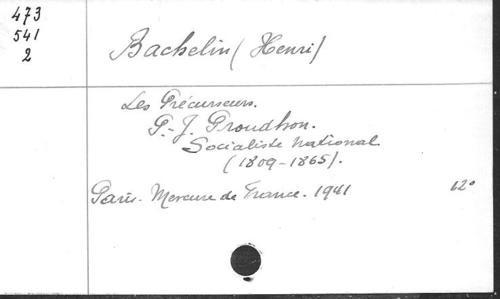 473
541
2
Bachelin (Henri)
Les Précurseurs.
P.-J. Proudhon.
Socialiste national
(1809-1865).
Paris. Mercure de France. 1941 12°